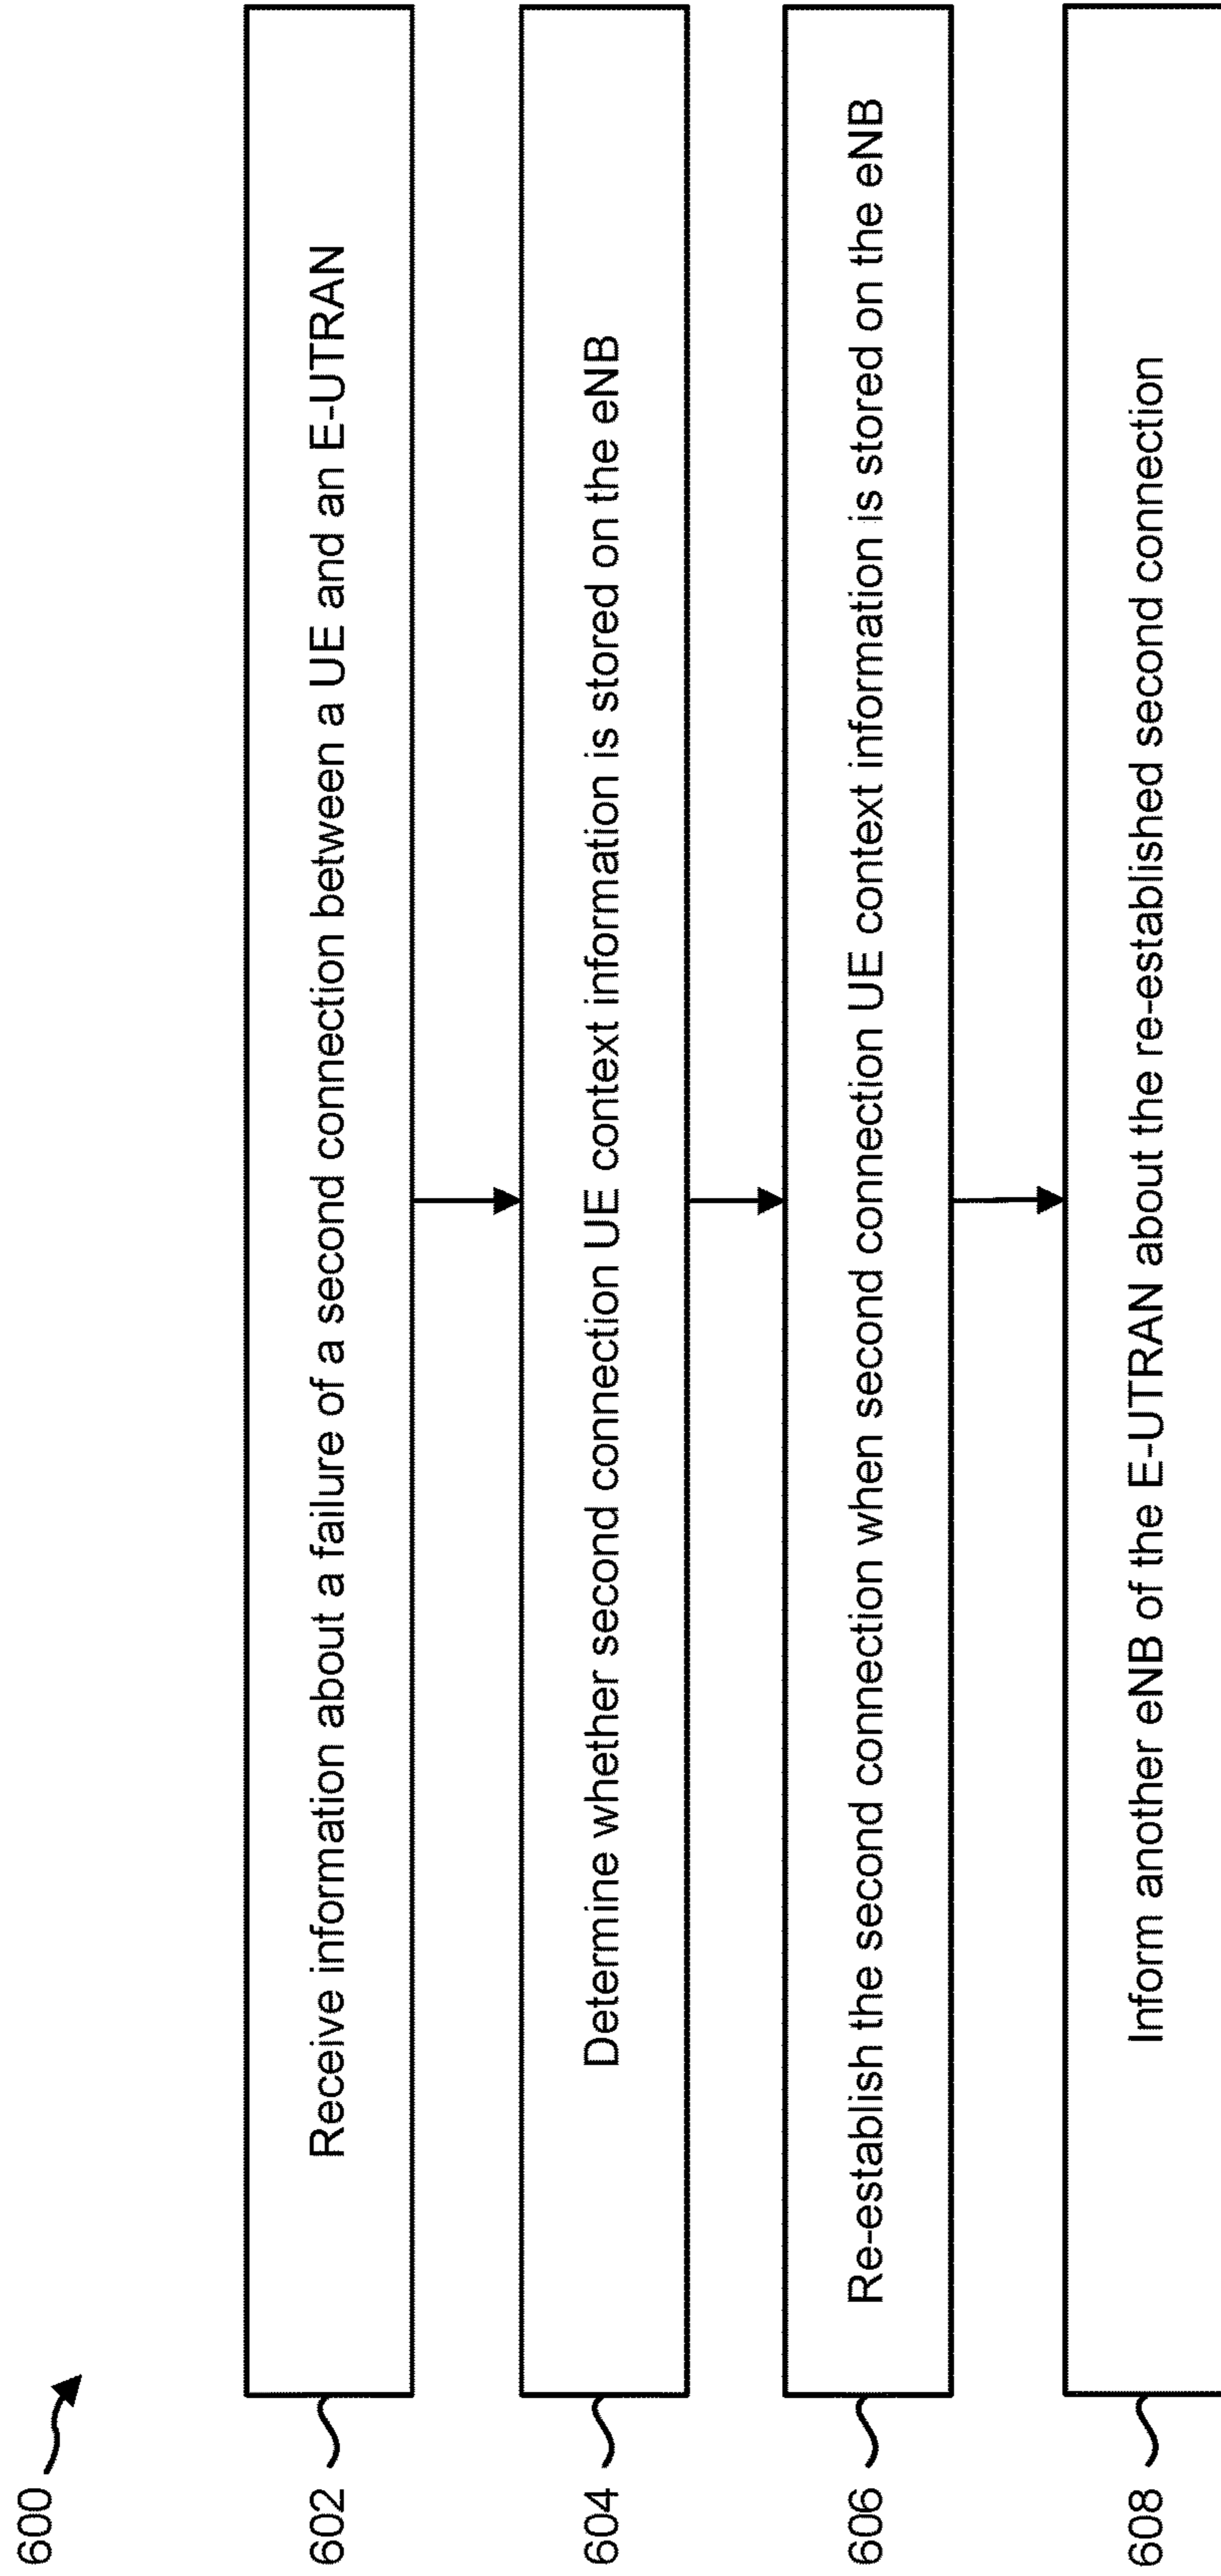 600
602
Receive information about a failure of a second connection between a UE and an E-UTRAN
604
Determine whether second connection UE context information is stored on the eNB
606
Re-establish the second connection when second connection UE context information is stored on the eNB
608
Inform another eNB of the E-UTRAN about the re-established second connection